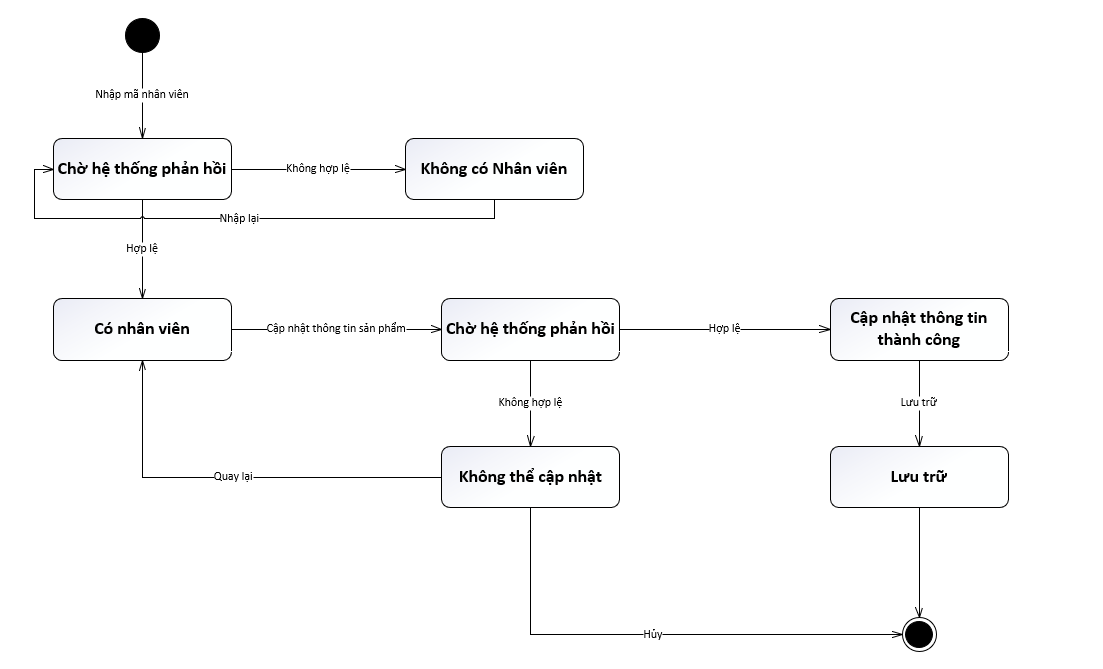 Nhập mã nhân viên
Chờ hệ thống phản hồi
Không hợp lệ
Không có Nhân viên
Nhập lại
Hợp lệ
Có nhân viên
Cập nhật thông tin sản phẩm
Chờ hệ thống phản hồi
Hợp lệ
Cập nhật thông tin
thành công
Không hợp lệ
Lưu trữ
Quay lại
Không thể cập nhật
Lưu trữ
Hủy